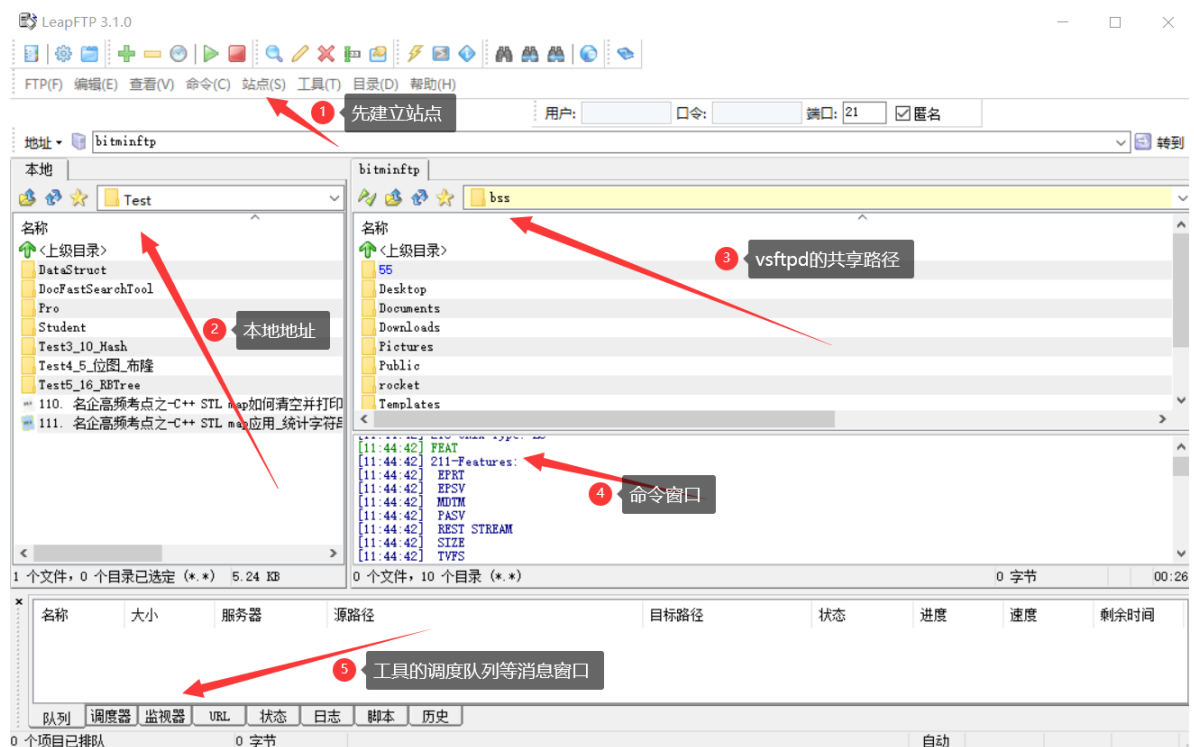 LeapFTP 3.1.0
FTP(F) 编辑(E) 查看(V) 命令(C) 站点(S) 工具(T) 目录(D) 帮助(H)
1 先建立站点
用户: 口令: 端口: 21 匿名
地址 bitminftp 转到
本地
Test
名称
<上级目录>
DataStruct
DocFastSearchTool
Pro
Student
Test3_10_Hash
Test4_5_位图_布隆
Test5_16_RBTree
110. 名企高频考点之-C++ STL map如何清空并打印
111. 名企高频考点之-C++ STL map应用_统计字符
2 本地地址
1 个文件，0 个目录已选定 (*.*) 5.24 KB
bitminftp
bss
名称
<上级目录>
55
Desktop
Documents
Downloads
Pictures
Public
rocket
Templates
3 vsftpd的共享路径
[11:44:42] FEAT
[11:44:42] 211-Features:
[11:44:42] EPRT
[11:44:42] EPSV
[11:44:42] MDTM
[11:44:42] PASV
[11:44:42] REST STREAM
[11:44:42] SIZE
[11:44:42] TVFS
4 命令窗口
0 个文件，10 个目录 (*.*) 0 字节 00:26
名称 大小 服务器 源路径 目标路径 状态 进度 速度 剩余时间
5 工具的调度队列等消息窗口
队列 调度器 监视器 URL 状态 日志 脚本 历史
0 个项目已排队 0 字节 自动